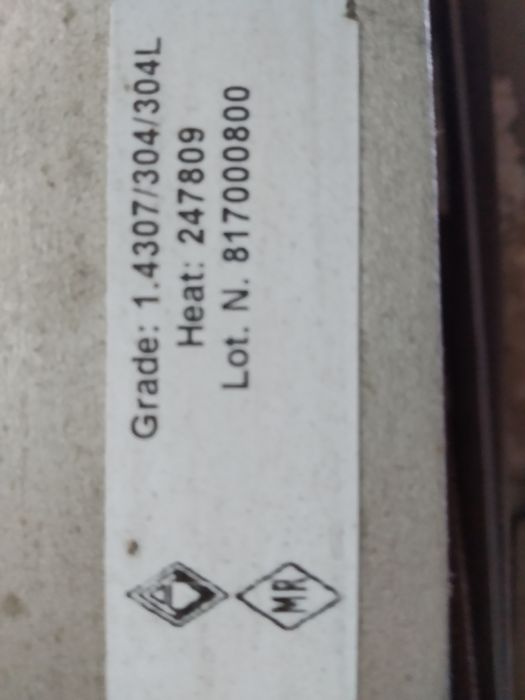 Grade: 1.4307/304/304L
Heat: 247809
Lot. N. 817000800
MR